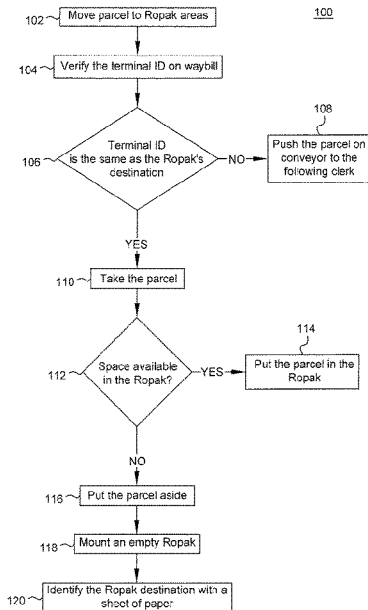 100
102
Move parcel to Ropak areas
104
Verify the terminal ID on waybill
106
Terminal ID
is the same as the Ropak's
destination
NO
108
Push the parcel on
conveyor to the
following clerk
YES
110
Take the parcel
112
Space available
in the Ropak?
YES
114
Put the parcel in the
Ropak
NO
116
Put the parcel aside
118
Mount an empty Ropak
120
Identify the Ropak destination with a
sheet of paper